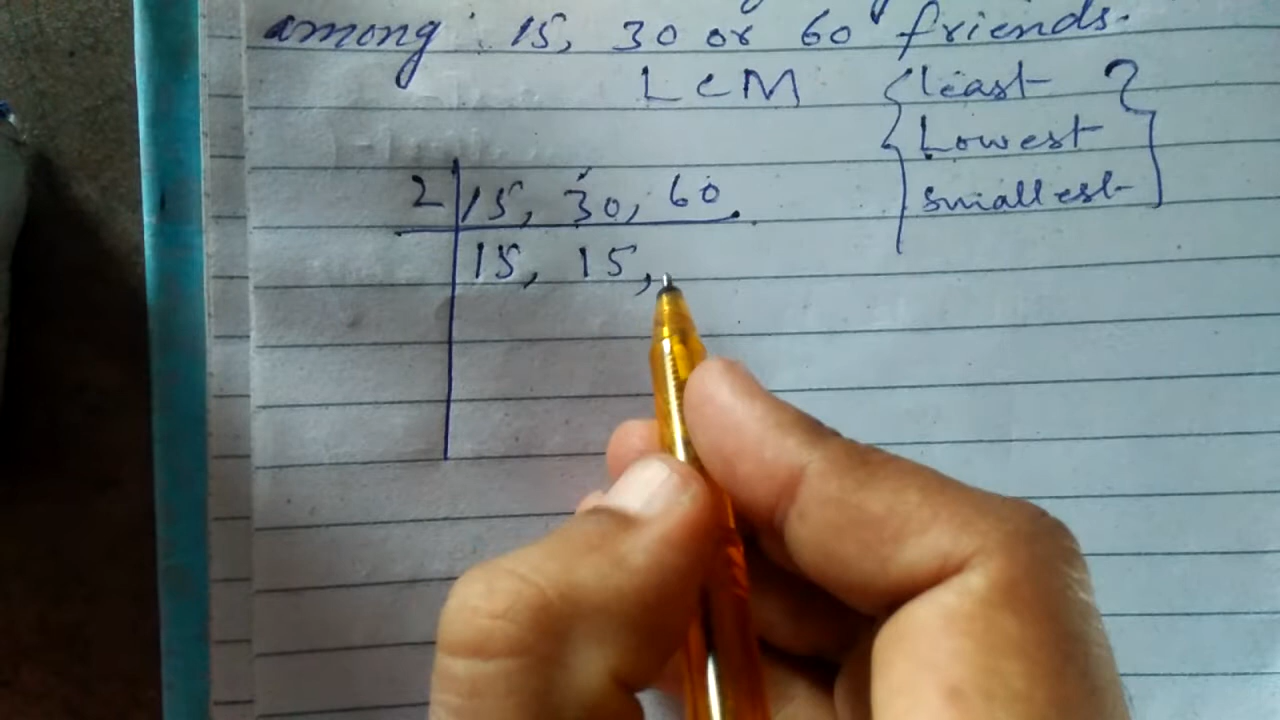 among: 15, 30 or 60 friends.
LCM
{ least
Lowest
smallest }
2 | 15, 30, 60
15, 15,